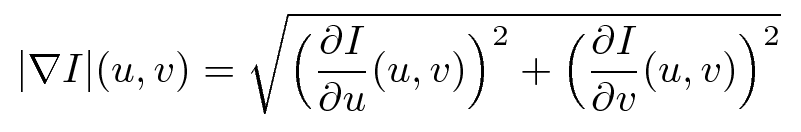 |∇I|(u, v) = √((∂I/∂u (u, v))² + (∂I/∂v (u, v))²)